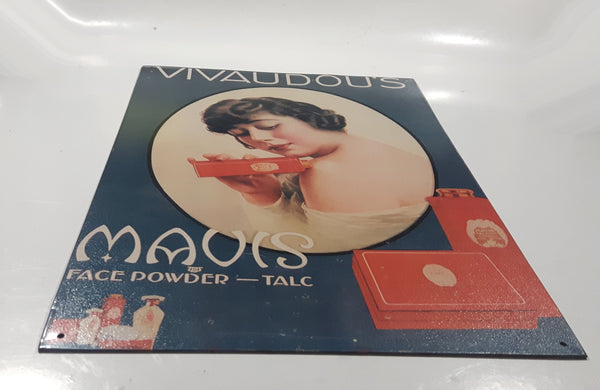 VIVAUDOU'S
MAVIS
FACE POWDER — TALC